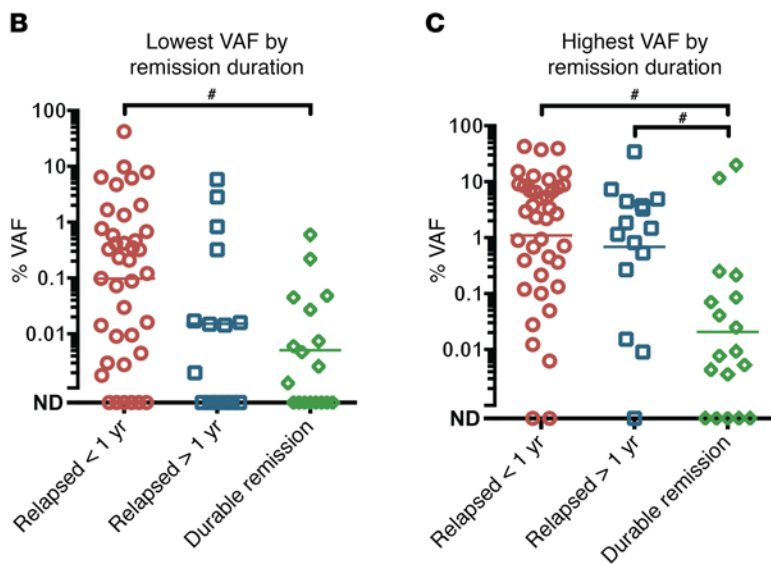 B
Lowest VAF by
remission duration
#
% VAF
100
10
1
0.1
0.01
ND
Relapsed < 1 yr
Relapsed > 1 yr
Durable remission
C
Highest VAF by
remission duration
#
#
% VAF
100
10
1
0.1
0.01
ND
Relapsed < 1 yr
Relapsed > 1 yr
Durable remission